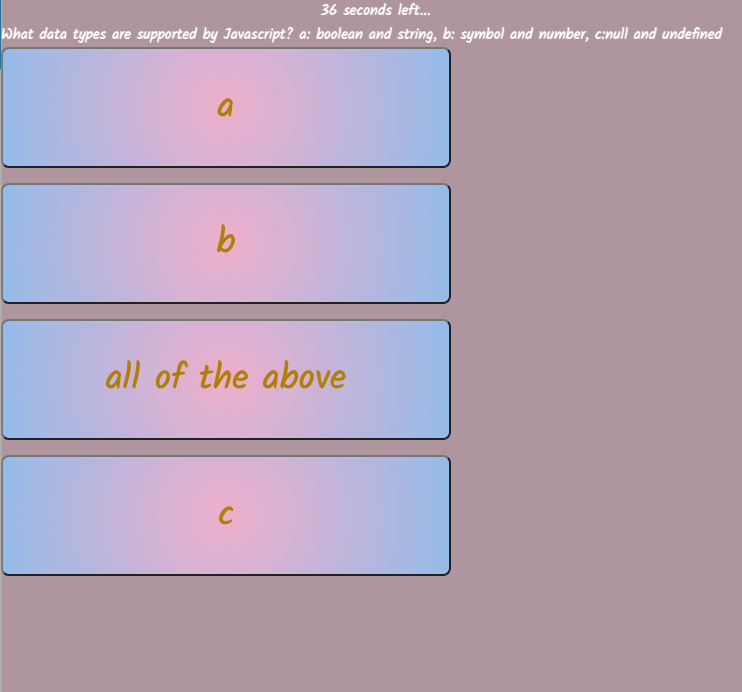 36 seconds left...
What data types are supported by Javascript? a: boolean and string, b: symbol and number, c:null and undefined
a
b
all of the above
c